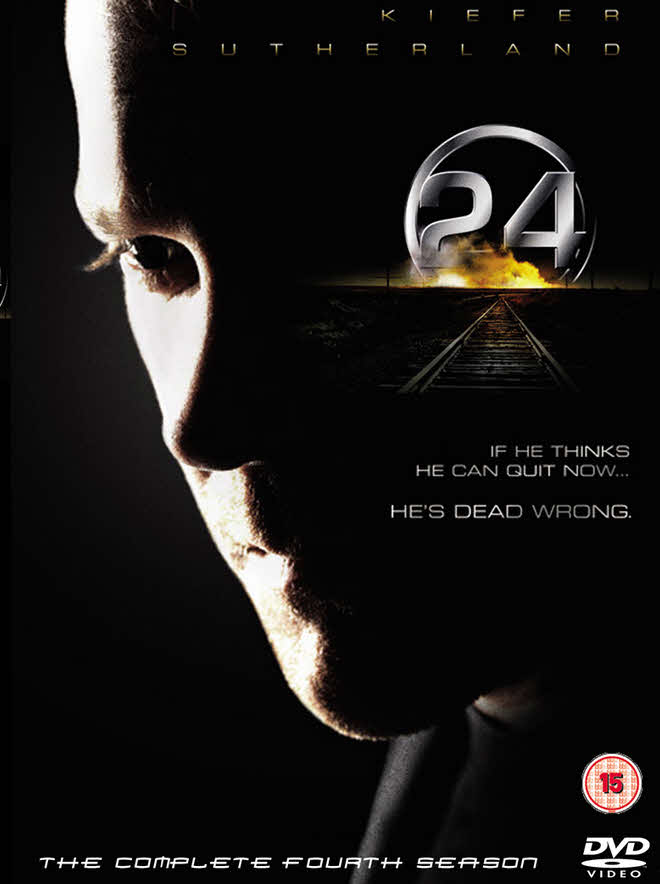 KIEFER
SUTHERLAND
24
IF HE THINKS
HE CAN QUIT NOW...
HE'S DEAD WRONG.
15
THE COMPLETE FOURTH SEASON
DVD
VIDEO